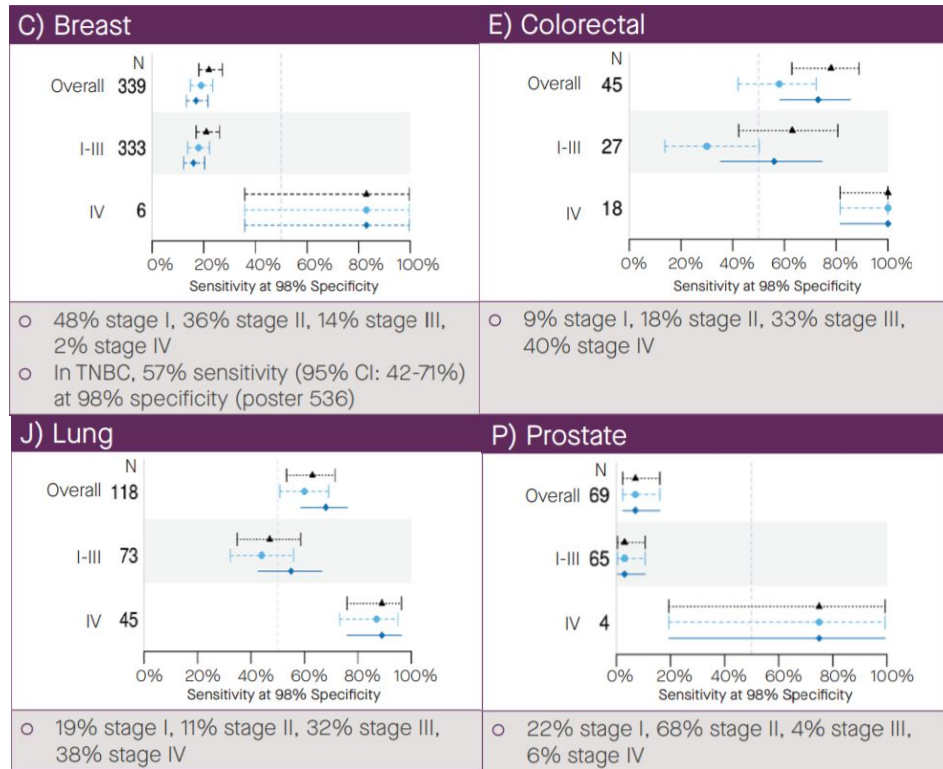 C) Breast
N
Overall 339
I-III 333
IV 6
0% 20% 40% 60% 80% 100%
Sensitivity at 98% Specificity
○ 48% stage I, 36% stage II, 14% stage III,
2% stage IV
○ In TNBC, 57% sensitivity (95% CI: 42-71%)
at 98% specificity (poster 536)
E) Colorectal
N
Overall 45
I-III 27
IV 18
0% 20% 40% 60% 80% 100%
Sensitivity at 98% Specificity
○ 9% stage I, 18% stage II, 33% stage III,
40% stage IV
J) Lung
N
Overall 118
I-III 73
IV 45
0% 20% 40% 60% 80% 100%
Sensitivity at 98% Specificity
○ 19% stage I, 11% stage II, 32% stage III,
38% stage IV
P) Prostate
N
Overall 69
I-III 65
IV 4
0% 20% 40% 60% 80% 100%
Sensitivity at 98% Specificity
○ 22% stage I, 68% stage II, 4% stage III,
6% stage IV